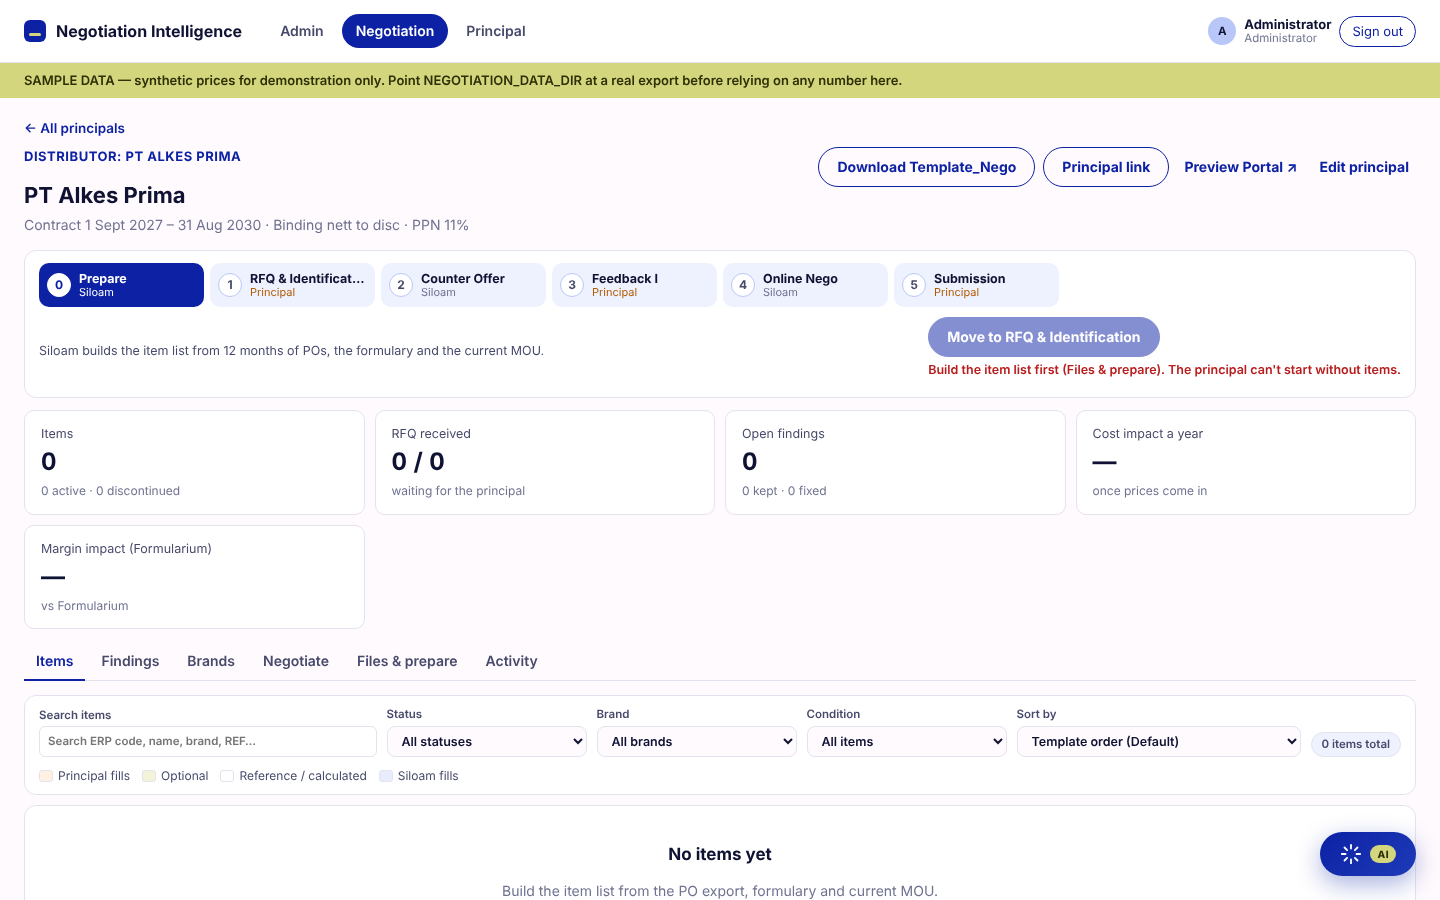 Negotiation Intelligence
Admin
Negotiation
Principal
A
Administrator
Administrator
Sign out
SAMPLE DATA — synthetic prices for demonstration only. Point NEGOTIATION_DATA_DIR at a real export before relying on any number here.
← All principals
DISTRIBUTOR: PT ALKES PRIMA
PT Alkes Prima
Contract 1 Sept 2027 – 31 Aug 2030 · Binding nett to disc · PPN 11%
Download Template_Nego
Principal link
Preview Portal ↗
Edit principal
0
Prepare
Siloam
1
RFQ & Identificat...
Principal
2
Counter Offer
Siloam
3
Feedback I
Principal
4
Online Nego
Siloam
5
Submission
Principal
Siloam builds the item list from 12 months of POs, the formulary and the current MOU.
Move to RFQ & Identification
Build the item list first (Files & prepare). The principal can't start without items.
Items
0
0 active · 0 discontinued
RFQ received
0 / 0
waiting for the principal
Open findings
0
0 kept · 0 fixed
Cost impact a year
—
once prices come in
Margin impact (Formularium)
—
vs Formularium
Items
Findings
Brands
Negotiate
Files & prepare
Activity
Search items
Search ERP code, name, brand, REF...
Status
All statuses
Brand
All brands
Condition
All items
Sort by
Template order (Default)
0 items total
Principal fills
Optional
Reference / calculated
Siloam fills
No items yet
Build the item list from the PO export, formulary and current MOU.
AI